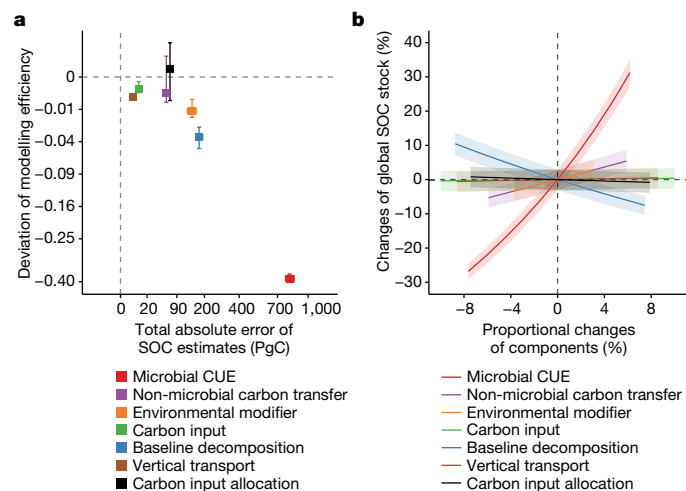 a
Deviation of modelling efficiency
0
−0.01
−0.04
−0.09
−0.16
−0.25
−0.40
0 20 90 200 400 700 1,000
Total absolute error of
SOC estimates (PgC)
Microbial CUE
Non-microbial carbon transfer
Environmental modifier
Carbon input
Baseline decomposition
Vertical transport
Carbon input allocation
b
Changes of global SOC stock (%)
40
30
20
10
0
−10
−20
−30
−8 −4 0 4 8
Proportional changes
of components (%)
Microbial CUE
Non-microbial carbon transfer
Environmental modifier
Carbon input
Baseline decomposition
Vertical transport
Carbon input allocation